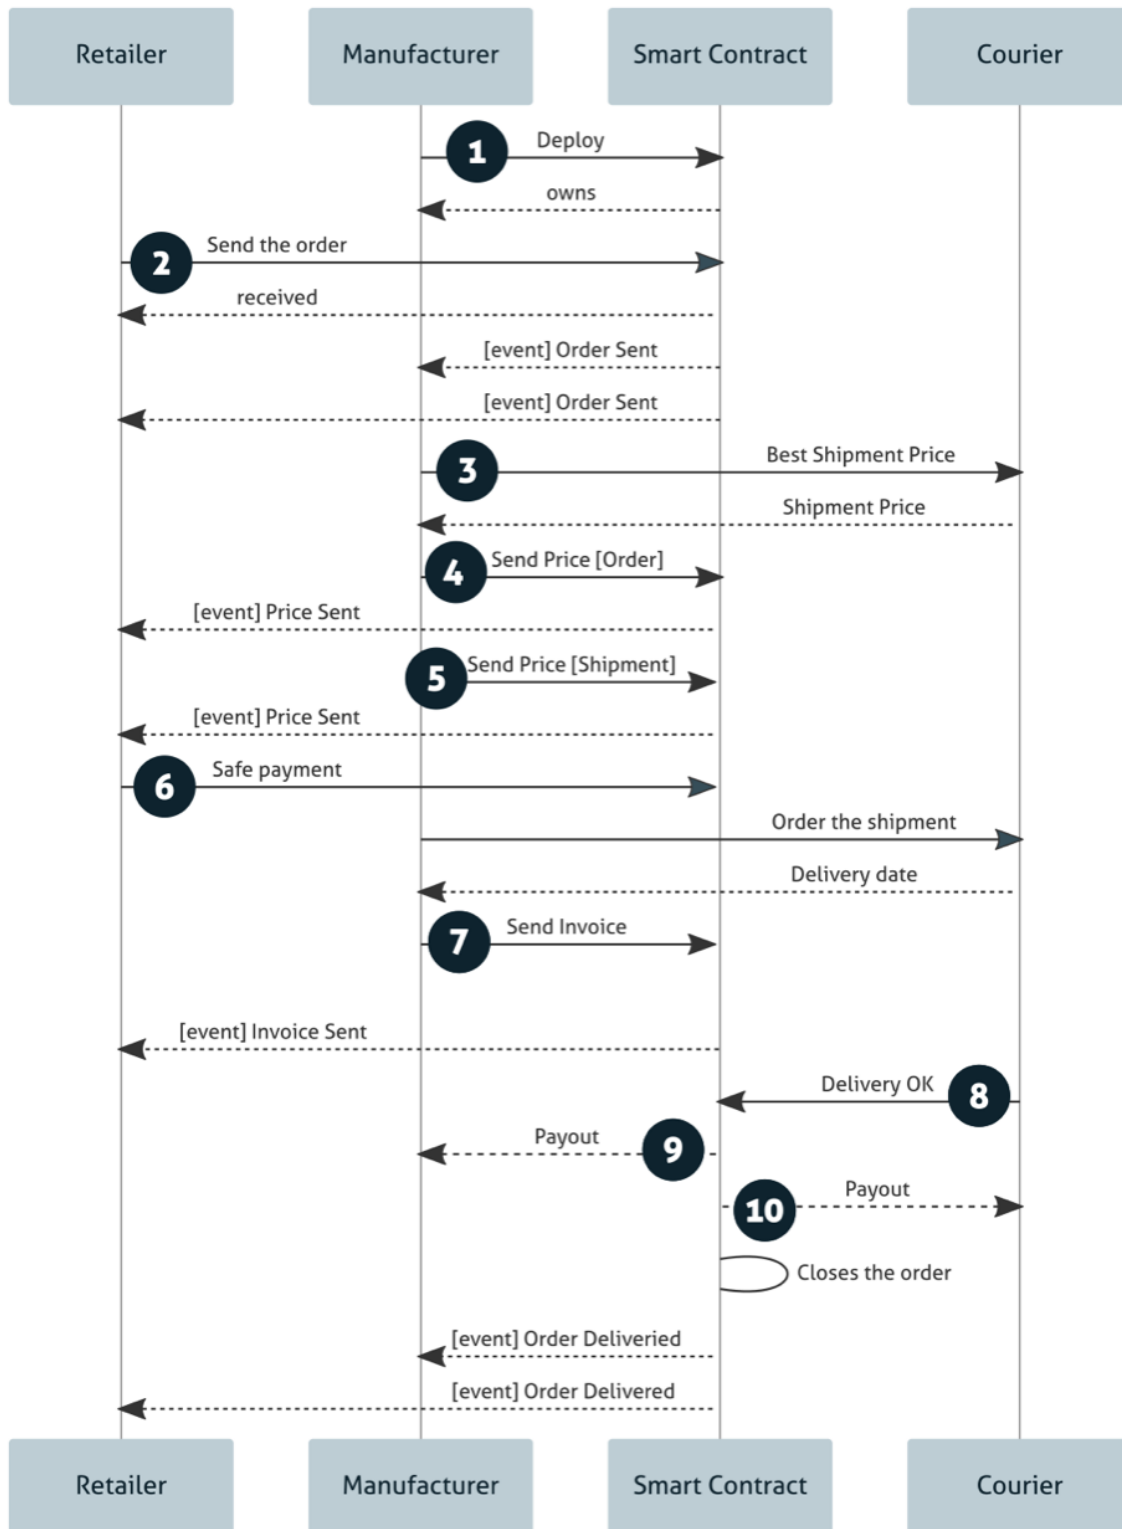 Retailer Manufacturer Smart Contract Courier
1 Deploy
owns
2 Send the order
received
[event] Order Sent
[event] Order Sent
3 Best Shipment Price
Shipment Price
4 Send Price [Order]
[event] Price Sent
5 Send Price [Shipment]
[event] Price Sent
6 Safe payment
Order the shipment
Delivery date
7 Send Invoice
[event] Invoice Sent
Delivery OK 8
Payout 9
10 Payout
Closes the order
[event] Order Deliveried
[event] Order Delivered
Retailer Manufacturer Smart Contract Courier